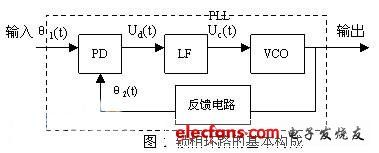 PLL
输入 θ1(t) PD Ud(t) LF Uc(t) VCO 输出
θ2(t) 反馈电路
图：锁相环路的基本构成
elecfans.com 电子发烧友